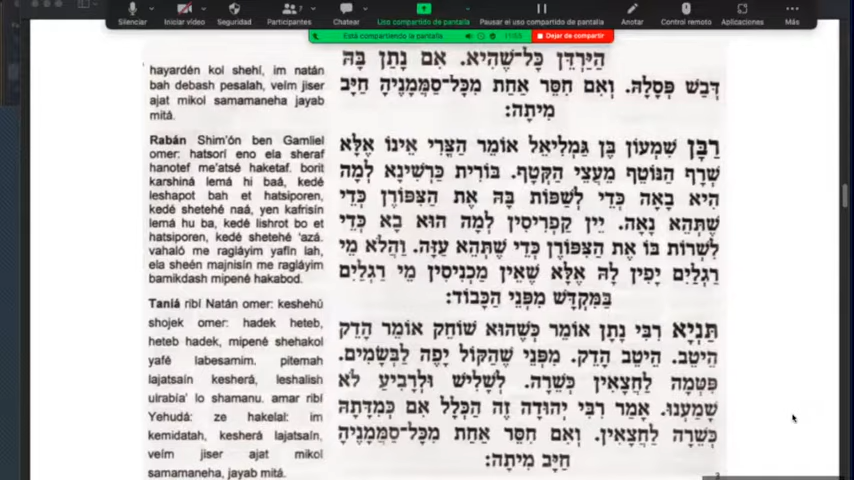 Silenciar
Iniciar vídeo
Seguridad
Participantes
7
Chatear
Uso compartido de pantalla
Pausar el uso compartido de pantalla
Anotar
Control remoto
Aplicaciones
Más
Está compartiendo la pantalla
Dejar de compartir
hayardén kol shehí, im natán
bah debash pesalah, veím jiser
ajat mikol samamaneha jayab
mitá.
Rabán Shim'ón ben Gamliel
omer: hatsorí eno ela sheraf
hanotef me'atsé haketaf. borit
karshiná lemá hi baá, kedé
leshapot bah et hatsiporen,
kedé shetehé naá, yen kafrisín
lemá hu ba, kedé lishrot bo et
hatsiporen, kedé shetehé 'azá.
vahaló me ragláyim yafín lah,
ela sheén majnisín me ragláyim
bamikdash mipené hakabod.
Taniá ribí Natán omer: keshehú
shojek omer: hadek heteb,
heteb hadek, mipené shehakol
yafé labesamim. pitemah
lajatsaín kesherá, leshalish
ulrabía' lo shamanu. amar ribí
Yehudá: ze hakelal: im
kemidatah, kesherá lajatsaín,
veím jiser ajat mikol
samamaneha, jayab mitá.
הַיַּרְדֵּן כָּל־שֶׁהִיא. אִם נָתַן בָּהּ
דְּבַשׁ פְּסָלָהּ. וְאִם חִסֵּר אַחַת מִכָּל־סַמְּמָנֶיהָ חַיָּב
מִיתָה:
רַבָּן שִׁמְעוֹן בֶּן גַּמְלִיאֵל אוֹמֵר הַצֳּרִי אֵינוֹ אֶלָּא
שְׂרָף הַנּוֹטֵף מֵעֲצֵי הַקְּטָף. בּוֹרִית כַּרְשִׁינָא לְמָה
הִיא בָאָה כְּדֵי לְשַׁפּוֹת בָּהּ אֶת הַצִּפּוֹרֶן כְּדֵי
שֶׁתְּהֵא נָאָה. יֵין קַפְרִיסִין לְמָה הוּא בָא כְּדֵי
לִשְׁרוֹת בּוֹ אֶת הַצִּפּוֹרֶן כְּדֵי שֶׁתְּהֵא עַזָּה. וַהֲלֹא מֵי
רַגְלַיִם יָפִין לָהּ אֶלָּא שֶׁאֵין מַכְנִיסִין מֵי רַגְלַיִם
בַּמִּקְדָּשׁ מִפְּנֵי הַכָּבוֹד:
תַּנְיָא רִבִּי נָתָן אוֹמֵר כְּשֶׁהוּא שׁוֹחֵק אוֹמֵר הָדֵק
הֵיטֵב. הֵיטֵב הָדֵק. מִפְּנֵי שֶׁהַקּוֹל יָפֶה לַבְּשָׂמִים.
פִּטְּמָהּ לַחֲצָאִין כְּשֵׁרָה. לְשָׁלִישׁ וּלְרָבִיעַ לֹא
שָׁמַעְנוּ. אָמַר רִבִּי יְהוּדָה זֶה הַכְּלָל אִם כְּמִדָּתָהּ
כְּשֵׁרָה לַחֲצָאִין. וְאִם חִסֵּר אַחַת מִכָּל־סַמְּמָנֶיהָ
חַיָּב מִיתָה: